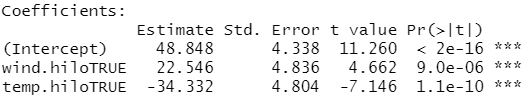 Coefficients:
Estimate Std. Error t value Pr(>|t|)
(Intercept) 48.848 4.338 11.260 < 2e-16 ***
wind.hiloTRUE 22.546 4.836 4.662 9.0e-06 ***
temp.hiloTRUE -34.332 4.804 -7.146 1.1e-10 ***